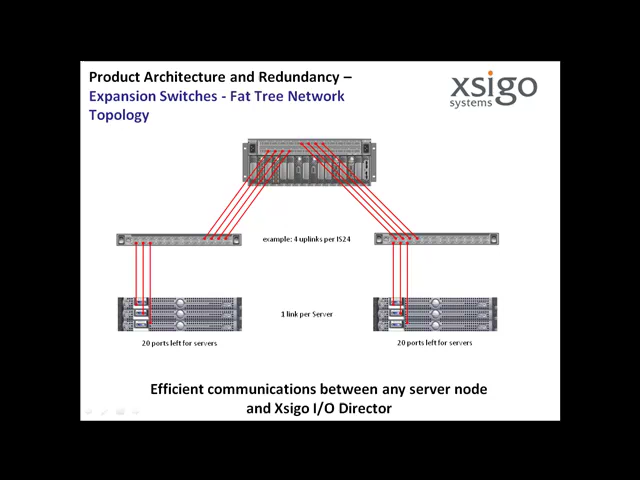 Product Architecture and Redundancy –
Expansion Switches - Fat Tree Network
Topology
xsigo
systems
example: 4 uplinks per IS24
1 link per Server
20 ports left for servers
20 ports left for servers
Efficient communications between any server node
and Xsigo I/O Director